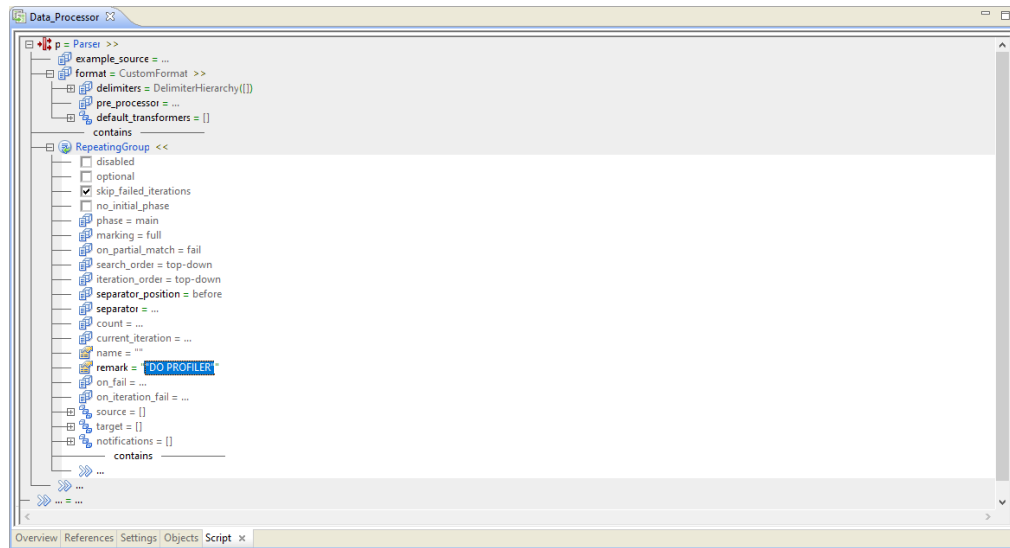 Data_Processor
p = Parser >>
example_source = ...
format = CustomFormat >>
delimiters = DelimiterHierarchy([])
pre_processor = ...
default_transformers = []
contains
RepeatingGroup <<
disabled
optional
skip_failed_iterations
no_initial_phase
phase = main
marking = full
on_partial_match = fail
search_order = top-down
iteration_order = top-down
separator_position = before
separator = ...
count = ...
current_iteration = ...
name = ""
remark = ""DO PROFILER""
on_fail = ...
on_iteration_fail = ...
source = []
target = []
notifications = []
contains
...
...
... = ...
Overview References Settings Objects Script